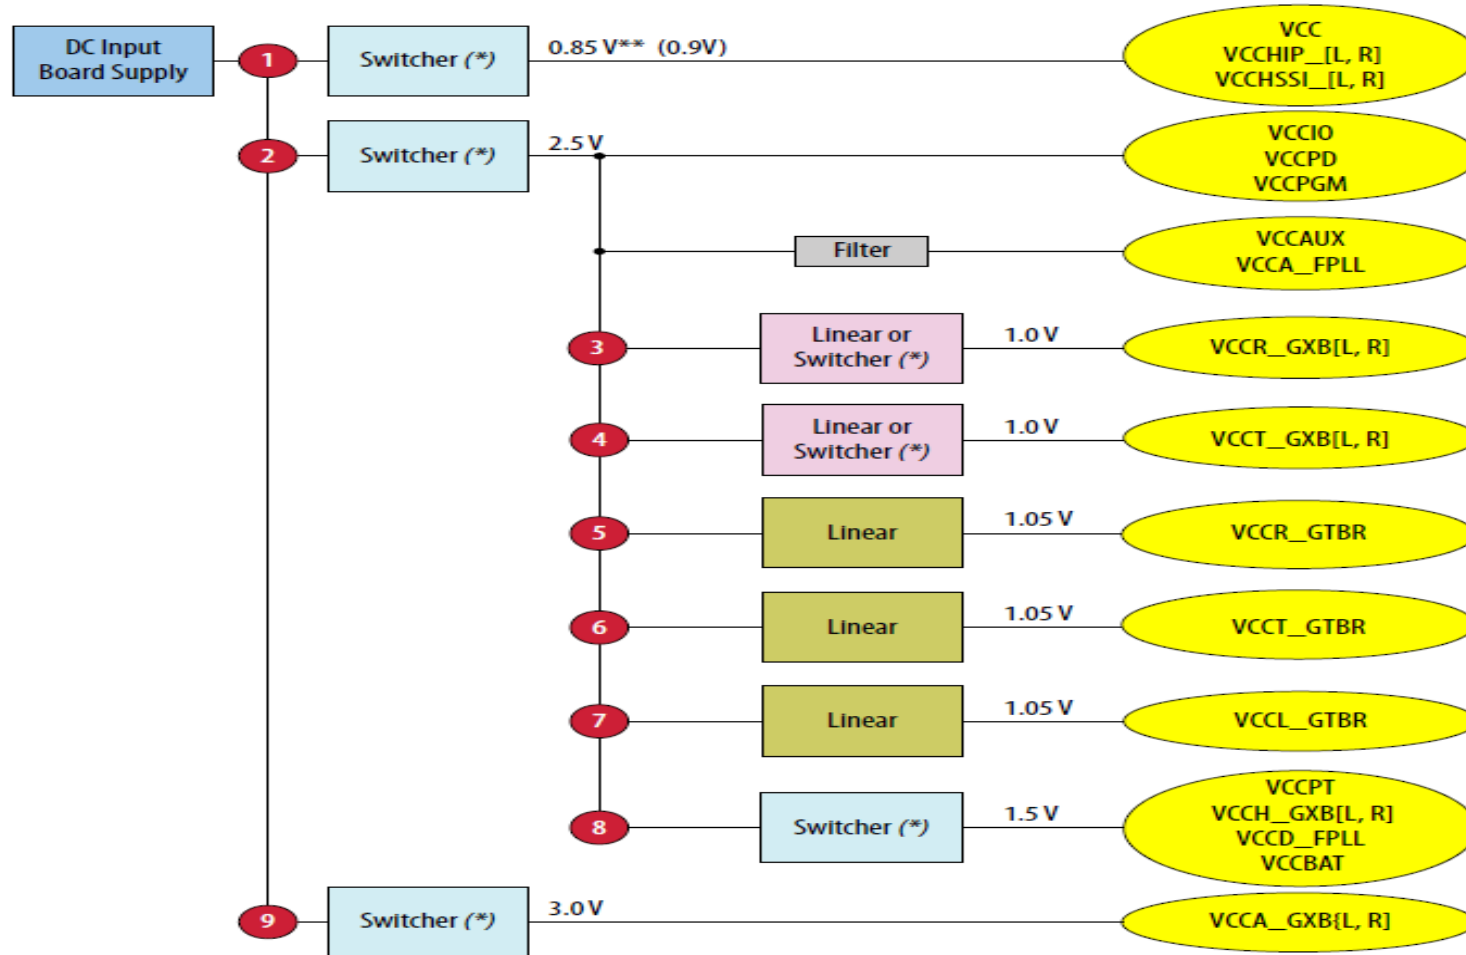 DC Input
Board Supply
1
Switcher (*)
0.85 V** (0.9V)
VCC
VCCHIP_[L, R]
VCCHSSI_[L, R]
2
Switcher (*)
2.5 V
VCCIO
VCCPD
VCCPGM
Filter
VCCAUX
VCCA_FPLL
3
Linear or
Switcher (*)
1.0 V
VCCR_GXB[L, R]
4
Linear or
Switcher (*)
1.0 V
VCCT_GXB[L, R]
5
Linear
1.05 V
VCCR_GTBR
6
Linear
1.05 V
VCCT_GTBR
7
Linear
1.05 V
VCCL_GTBR
8
Switcher (*)
1.5 V
VCCPT
VCCH_GXB[L, R]
VCCD_FPLL
VCCBAT
9
Switcher (*)
3.0 V
VCCA_GXB{L, R]